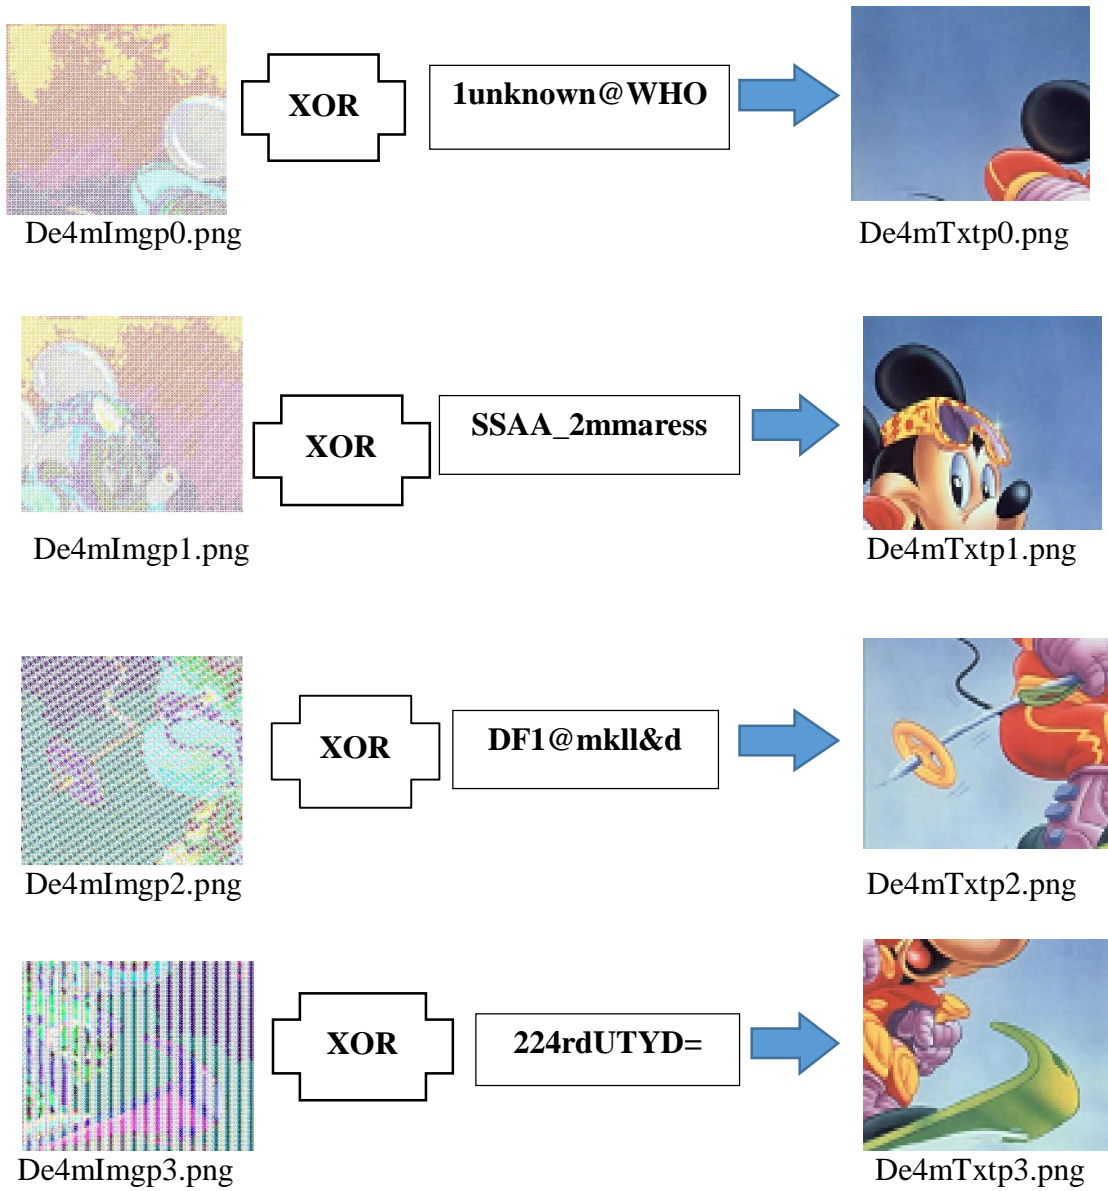 XOR
1unknown@WHO
De4mImgp0.png
De4mTxtp0.png
XOR
SSAA_2mmaress
De4mImgp1.png
De4mTxtp1.png
XOR
DF1@mkll&d
De4mImgp2.png
De4mTxtp2.png
XOR
224rdUTYD=
De4mImgp3.png
De4mTxtp3.png